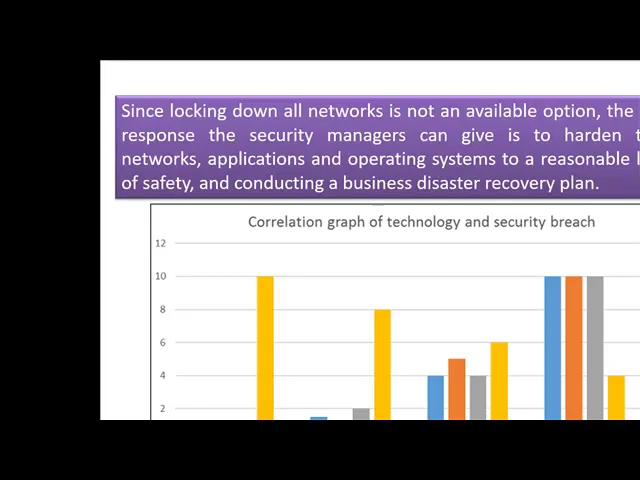 Since locking down all networks is not an available option, the
response the security managers can give is to harden
networks, applications and operating systems to a reasonable
of safety, and conducting a business disaster recovery plan.
Correlation graph of technology and security breach
12
10
8
6
4
2